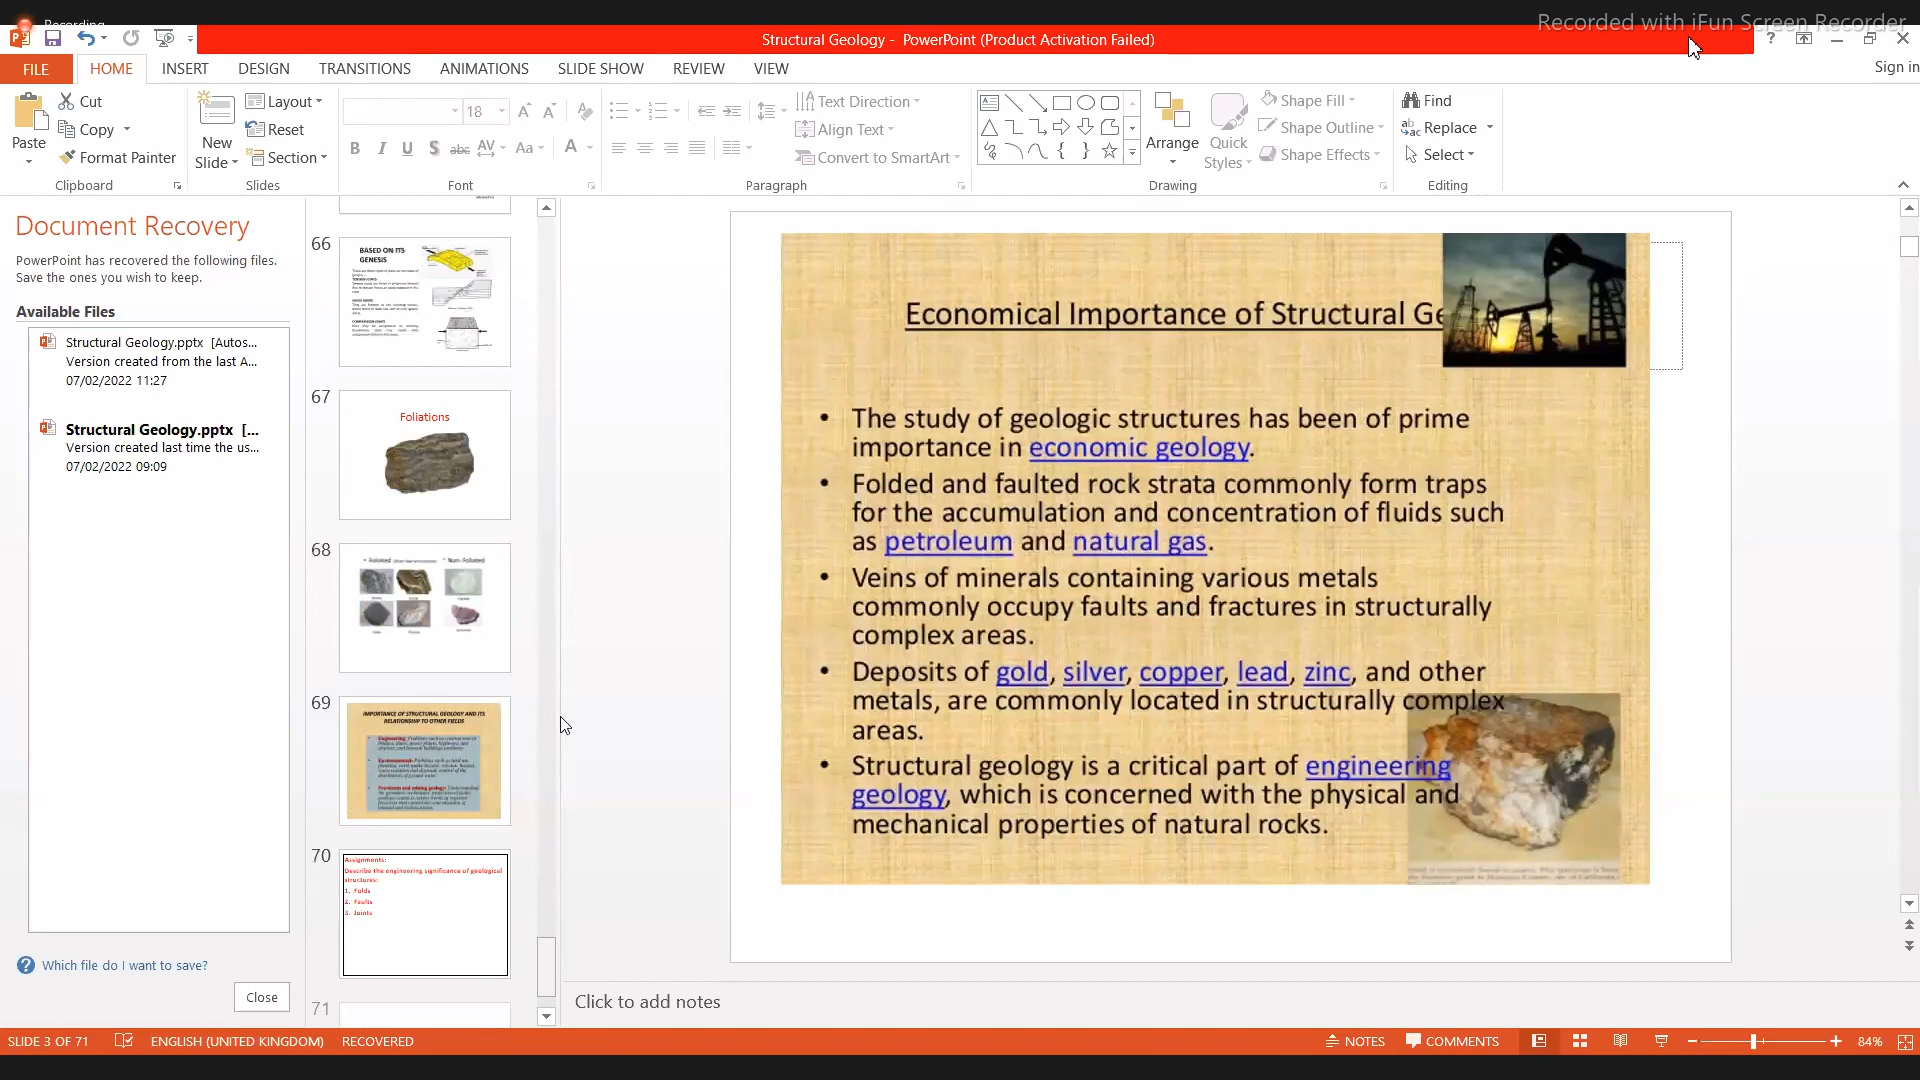 Recording
Recorded with iFun Screen Recorder
Structural Geology - PowerPoint (Product Activation Failed)
?
FILE
HOME
INSERT
DESIGN
TRANSITIONS
ANIMATIONS
SLIDE SHOW
REVIEW
VIEW
Sign in
Paste
Cut
Copy
Format Painter
Clipboard
New
Slide
Layout
Reset
Section
Slides
18
Font
Text Direction
Align Text
Convert to SmartArt
Paragraph
Arrange
Quick
Styles
Shape Fill
Shape Outline
Shape Effects
Drawing
Find
Replace
Select
Editing
Document Recovery
PowerPoint has recovered the following files.
Save the ones you wish to keep.
Available Files
Structural Geology.pptx [Autos...
Version created from the last A...
07/02/2022 11:27
Structural Geology.pptx [...
Version created last time the us...
07/02/2022 09:09
Which file do I want to save?
Close
66
BASED ON ITS
GENESIS
67
Foliations
68
69
IMPORTANCE OF STRUCTURAL GEOLOGY AND ITS
RELATIONSHIP TO OTHER FIELDS
70
Assignments:
Describe the engineering significance of geological
structures:
1. Folds
2. Faults
3. Joints
71
Economical Importance of Structural Ge
• The study of geologic structures has been of prime
importance in economic geology.
• Folded and faulted rock strata commonly form traps
for the accumulation and concentration of fluids such
as petroleum and natural gas.
• Veins of minerals containing various metals
commonly occupy faults and fractures in structurally
complex areas.
• Deposits of gold, silver, copper, lead, zinc, and other
metals, are commonly located in structurally complex
areas.
• Structural geology is a critical part of engineering
geology, which is concerned with the physical and
mechanical properties of natural rocks.
Click to add notes
SLIDE 3 OF 71
ENGLISH (UNITED KINGDOM)
RECOVERED
NOTES
COMMENTS
84%